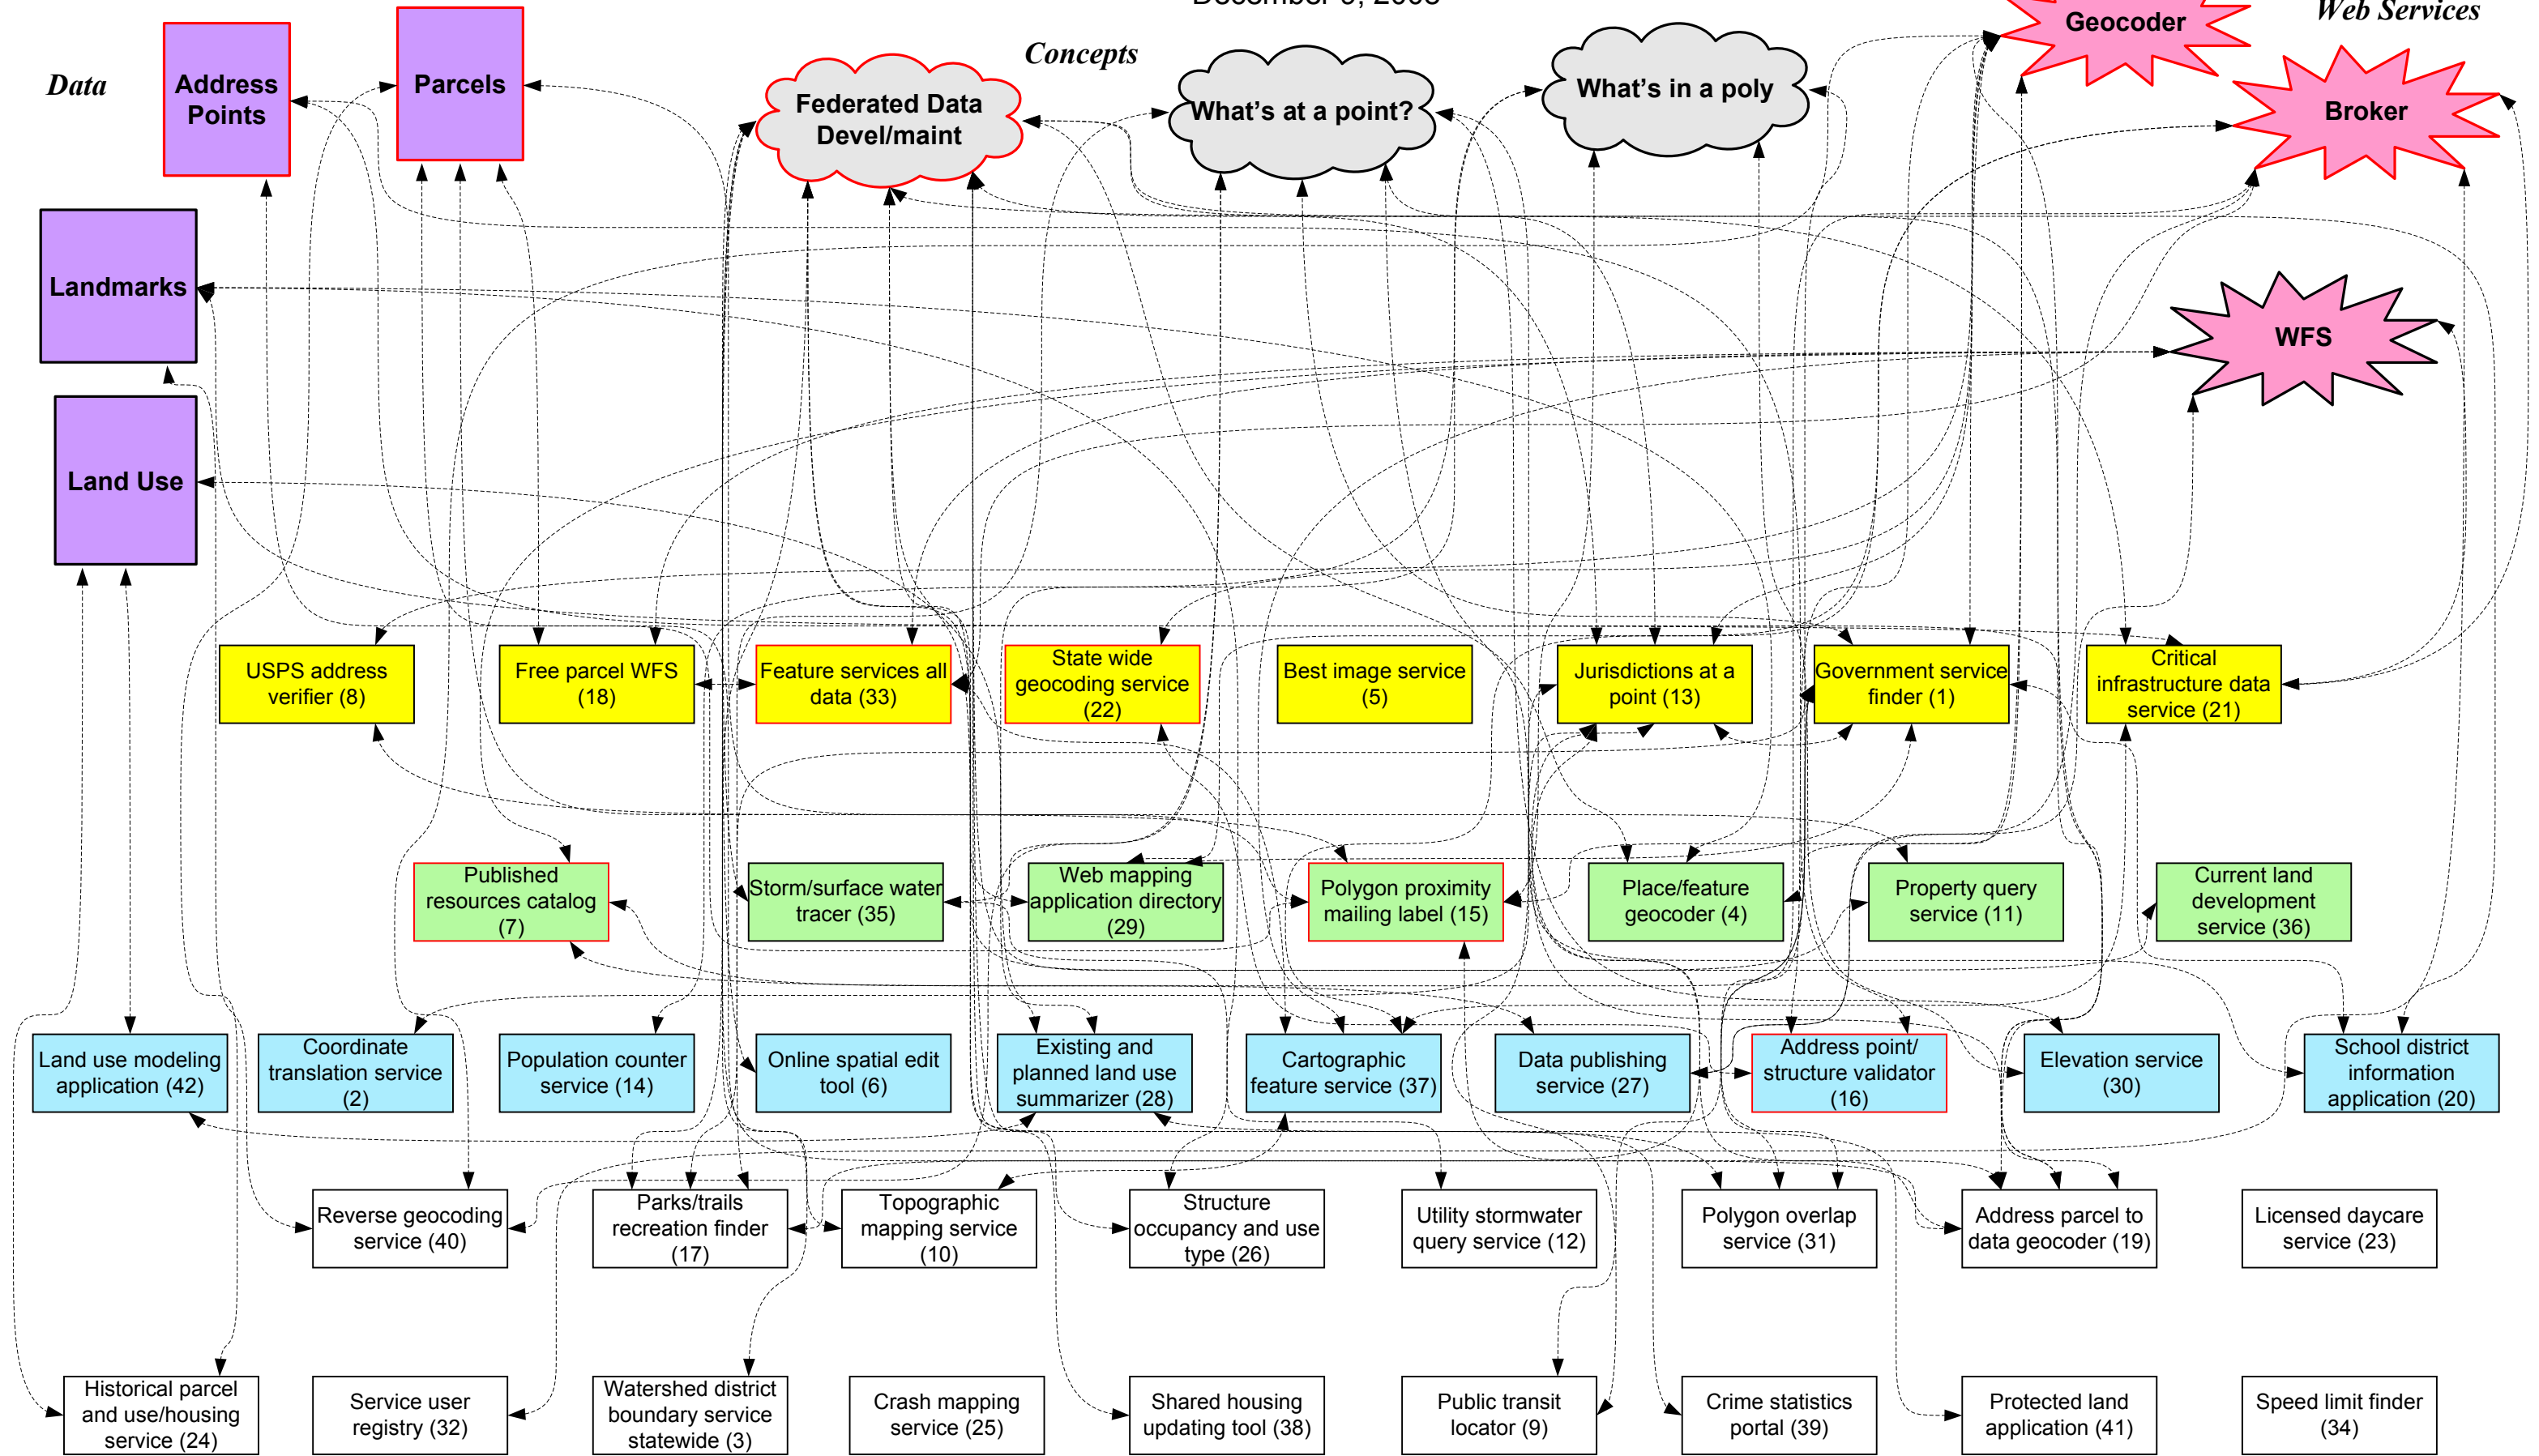 Data
Address
Points
Parcels
Concepts
Federated Data
Devel/maint
What's at a point?
What's in a poly
Geocoder
Web Services
Broker
Landmarks
WFS
Land Use
USPS address
verifier (8)
Free parcel WFS
(18)
Feature services all
data (33)
State wide
geocoding service
(22)
Best image service
(5)
Jurisdictions at a
point (13)
Government service
finder (1)
Critical
infrastructure data
service (21)
Published
resources catalog
(7)
Storm/surface water
tracer (35)
Web mapping
application directory
(29)
Polygon proximity
mailing label (15)
Place/feature
geocoder (4)
Property query
service (11)
Current land
development
service (36)
Land use modeling
application (42)
Coordinate
translation service
(2)
Population counter
service (14)
Online spatial edit
tool (6)
Existing and
planned land use
summarizer (28)
Cartographic
feature service (37)
Data publishing
service (27)
Address point/
structure validator
(16)
Elevation service
(30)
School district
information
application (20)
Reverse geocoding
service (40)
Parks/trails
recreation finder
(17)
Topographic
mapping service
(10)
Structure
occupancy and use
type (26)
Utility stormwater
query service (12)
Polygon overlap
service (31)
Address parcel to
data geocoder (19)
Licensed daycare
service (23)
Historical parcel
and use/housing
service (24)
Service user
registry (32)
Watershed district
boundary service
statewide (3)
Crash mapping
service (25)
Shared housing
updating tool (38)
Public transit
locator (9)
Crime statistics
portal (39)
Protected land
application (41)
Speed limit finder
(34)